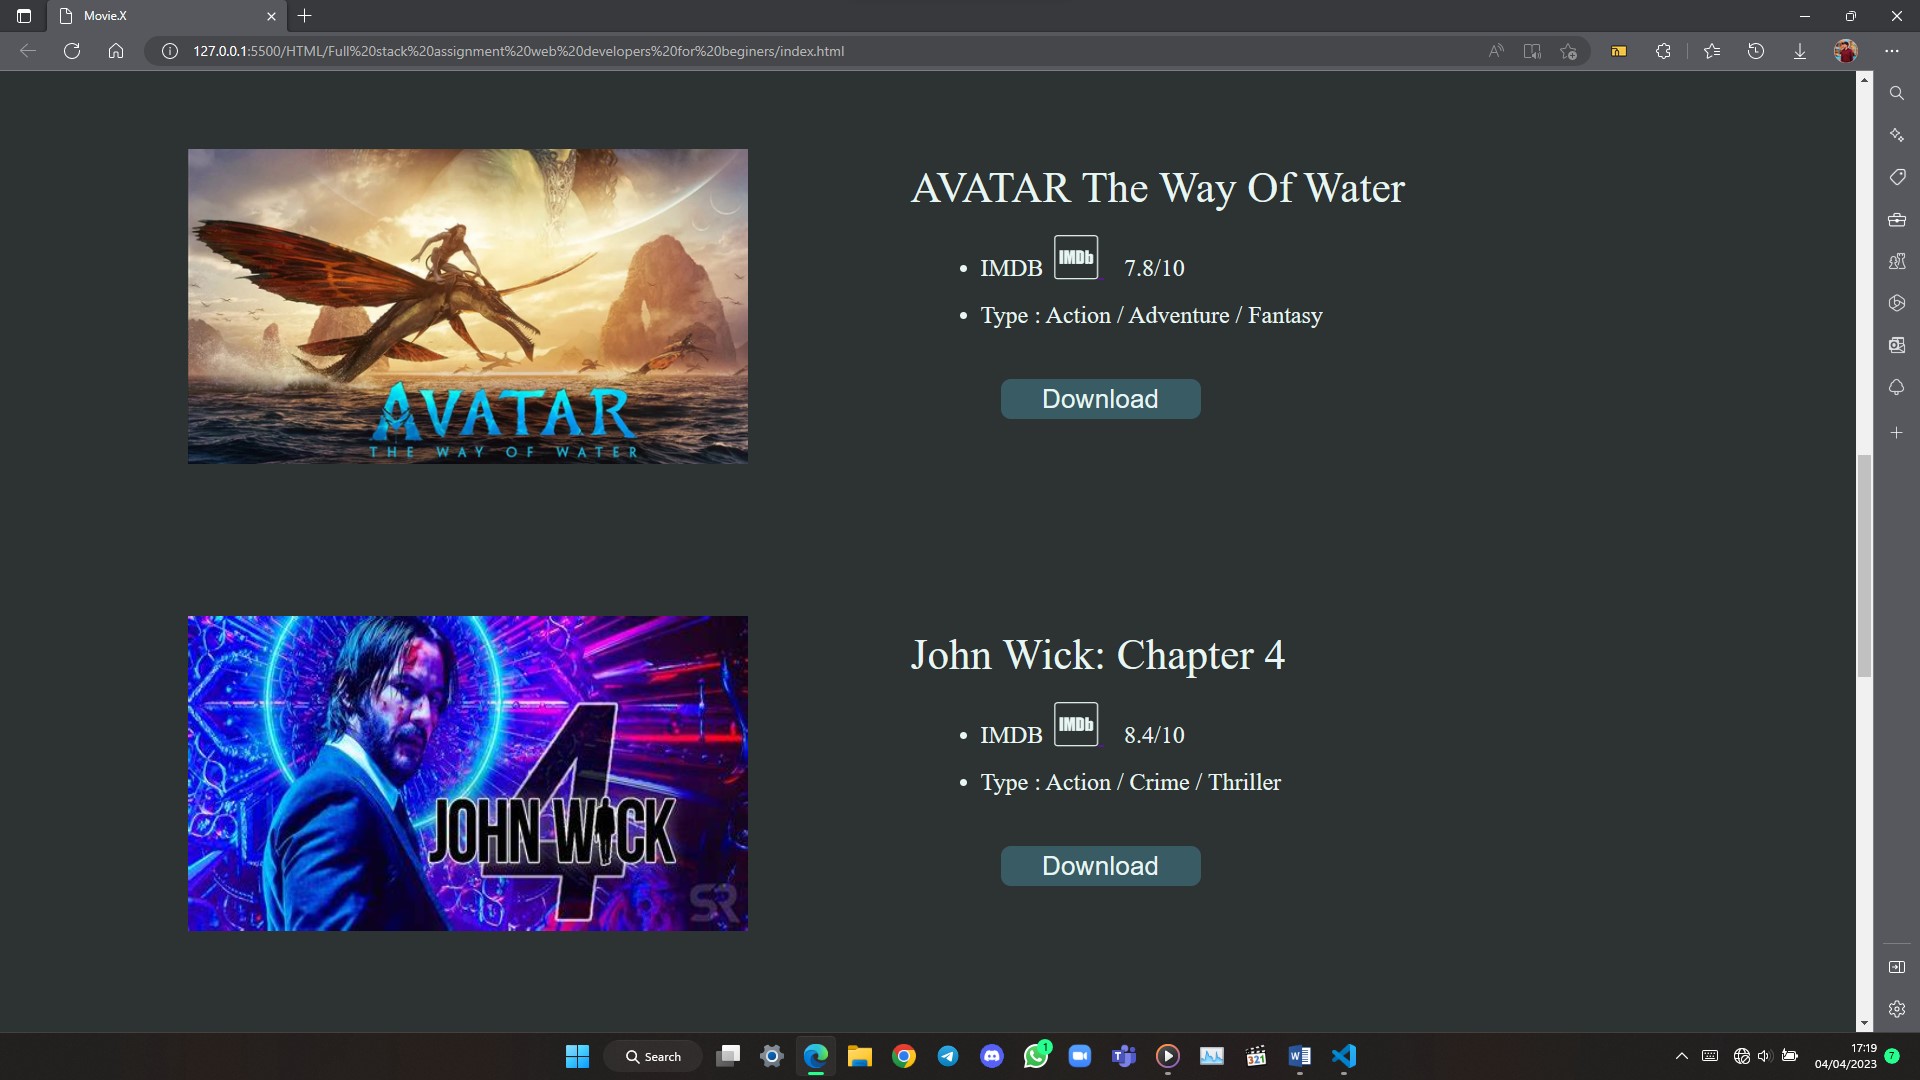 Movie.X
127.0.0.1:5500/HTML/Full%20stack%20assignment%20web%20developers%20for%20beginers/index.html
AVATAR
THE WAY OF WATER
AVATAR The Way Of Water
IMDB IMDb 7.8/10
Type : Action / Adventure / Fantasy
Download
4
JOHN WICK
SR
John Wick: Chapter 4
IMDB IMDb 8.4/10
Type : Action / Crime / Thriller
Download
Search
1
321
17:19
04/04/2023
7